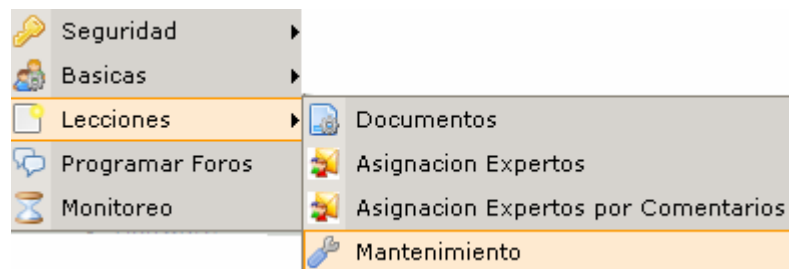 Seguridad
Basicas
Lecciones
Programar Foros
Monitoreo
Documentos
Asignacion Expertos
Asignacion Expertos por Comentarios
Mantenimiento